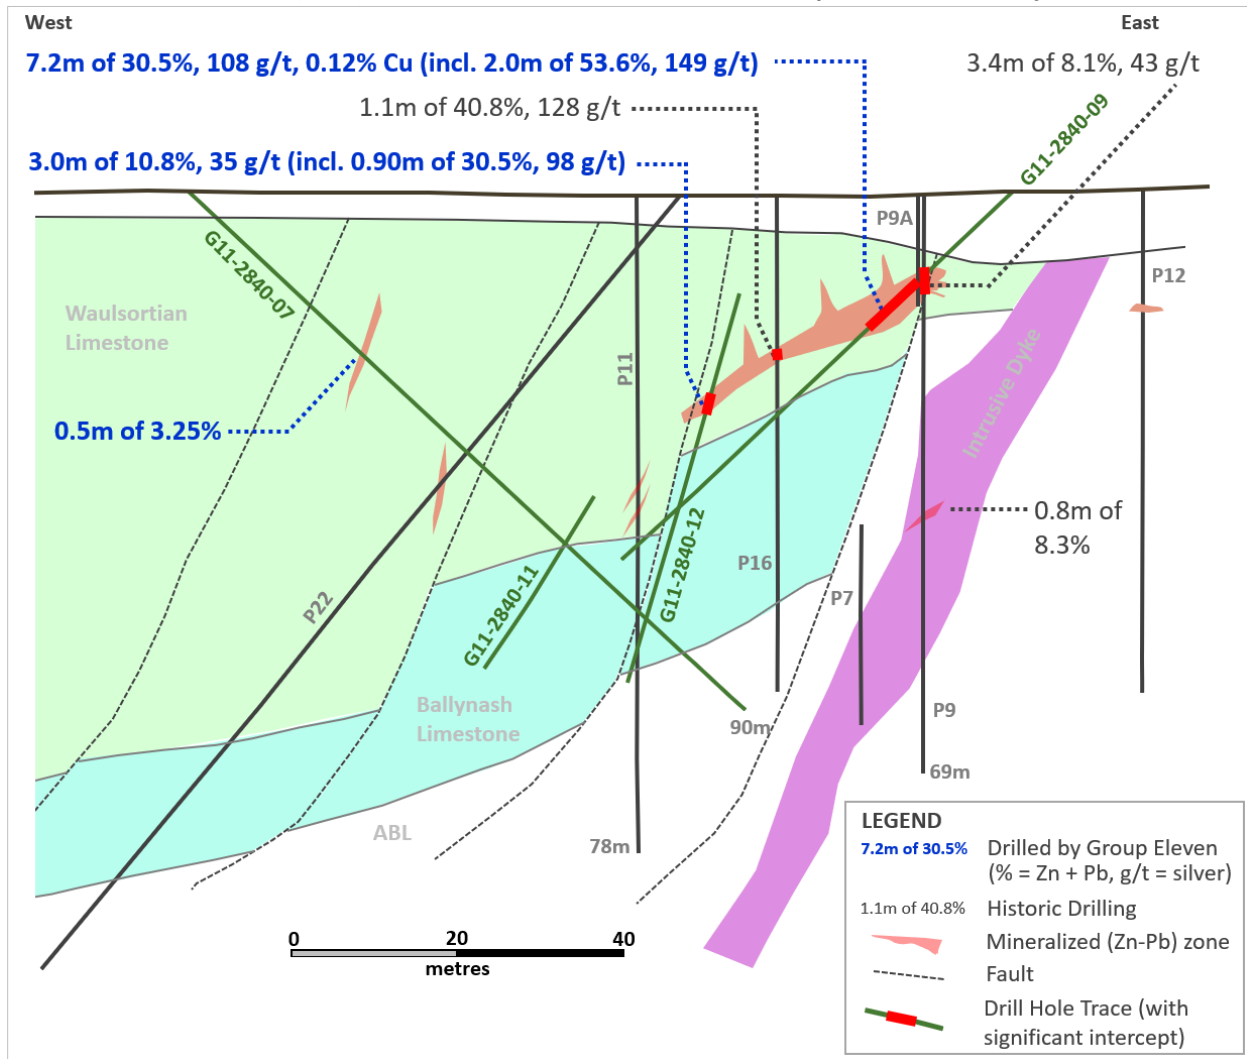 West
East
7.2m of 30.5%, 108 g/t, 0.12% Cu (incl. 2.0m of 53.6%, 149 g/t)
3.4m of 8.1%, 43 g/t
1.1m of 40.8%, 128 g/t
3.0m of 10.8%, 35 g/t (incl. 0.90m of 30.5%, 98 g/t)
G11-2840-09
P9A
G11-2840-07
P12
Waulsortian
Limestone
P11
Intrusive Dyke
0.5m of 3.25%
0.8m of
8.3%
G11-2840-12
P16
P7
P22
G11-2840-11
Ballynash
Limestone
90m
P9
69m
ABL
78m
0 20 40
metres
LEGEND
7.2m of 30.5% Drilled by Group Eleven
(% = Zn + Pb, g/t = silver)
1.1m of 40.8% Historic Drilling
Mineralized (Zn-Pb) zone
Fault
Drill Hole Trace (with
significant intercept)